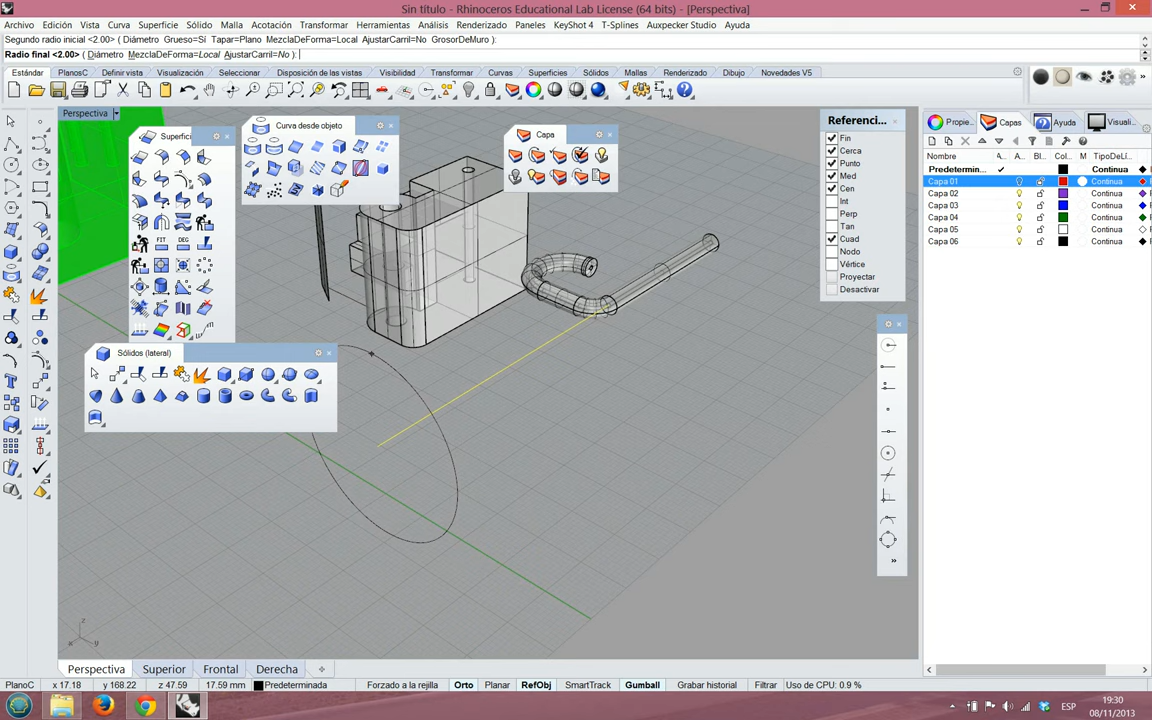 Sin título - Rhinoceros Educational Lab License (64 bits) - [Perspectiva]
Archivo Edición Vista Curva Superficie Sólido Malla Acotación Transformar Herramientas Análisis Renderizado Panels KeyShot 4 T-Splines Auxpecker Studio Ayuda
Segundo radio inicial <2.00> ( Diámetro Grueso=Sí Tapar=Plano MezclaDeForma=Local AjustarCarril=No GrosorDeMuro ):
Radio final <2.00> ( Diámetro MezclaDeForma=Local AjustarCarril=No ):
Estándar PlanosC Definir vista Visualización Seleccionar Disposición de las vistas Visibilidad Transformar Curvas Superficies Sólidos Mallas Renderizado Dibujo Novedades V5
Perspectiva
Superfici
Curva desde objeto
Capa
FIT DEG
Sólidos (lateral)
Referenci...
Fin
Cerca
Punto
Med
Cen
Int
Perp
Tan
Cuad
Nodo
Vértice
Proyectar
Desactivar
Propie... Capas Ayuda Visuali...
Nombre A... A... Bl... Col... M TipoDeLí...
Predetermin... Continua
Capa 01 Continua
Capa 02 Continua
Capa 03 Continua
Capa 04 Continua
Capa 05 Continua
Capa 06 Continua
z
x y
Perspectiva Superior Frontal Derecha
PlanoC x 17.18 y 168.22 z 47.59 17.59 mm Predeterminada Forzado a la rejilla Orto Planar RefObj SmartTrack Gumball Grabar historial Filtrar Uso de CPU: 0.9 %
ESP
19:30
08/11/2013